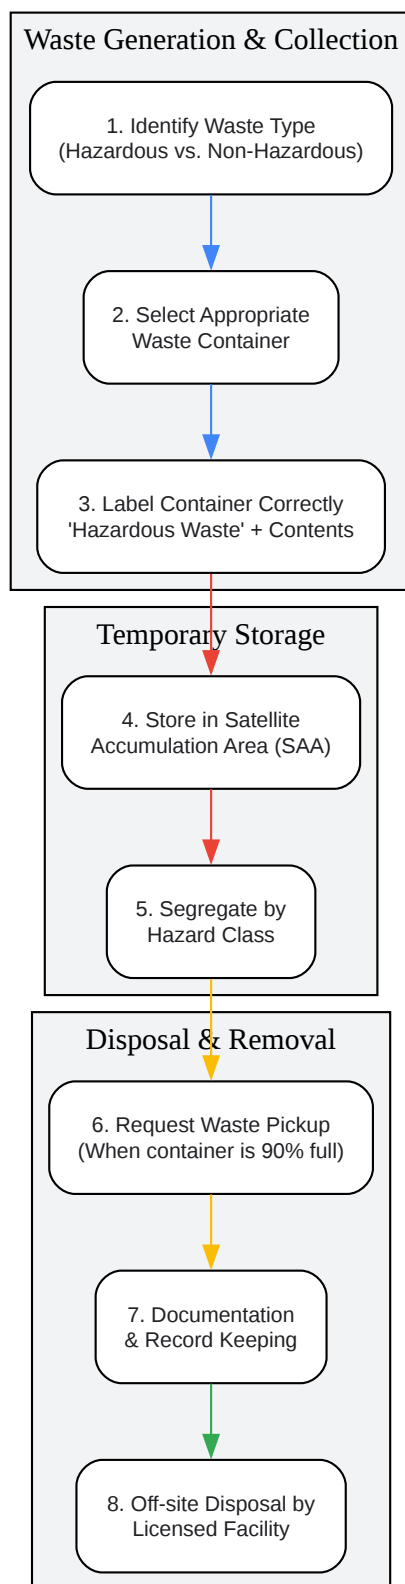 Waste Generation & Collection
1. Identify Waste Type
(Hazardous vs. Non-Hazardous)
2. Select Appropriate
Waste Container
3. Label Container Correctly
'Hazardous Waste' + Contents
Temporary Storage
4. Store in Satellite
Accumulation Area (SAA)
5. Segregate by
Hazard Class
Disposal & Removal
6. Request Waste Pickup
(When container is 90% full)
7. Documentation
& Record Keeping
8. Off-site Disposal by
Licensed Facility